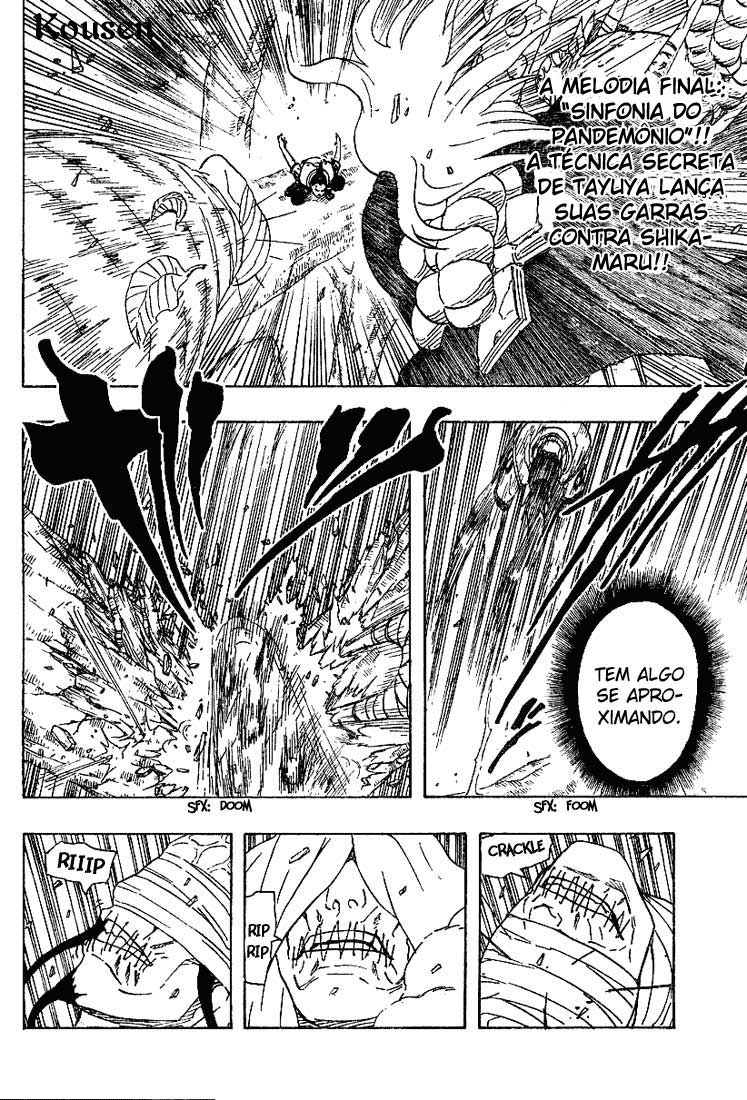 Kousen
A MELODIA FINAL:
"SINFONIA DO
PANDEMÔNIO"!!
A TÉCNICA SECRETA
DE TAYUYA LANÇA
SUAS GARRAS
CONTRA SHIKA-
MARU!!
TEM ALGO
SE APRO-
XIMANDO.
SFX: DOOM
SFX: FOOM
RIIIP
RIP
RIP
CRACKLE